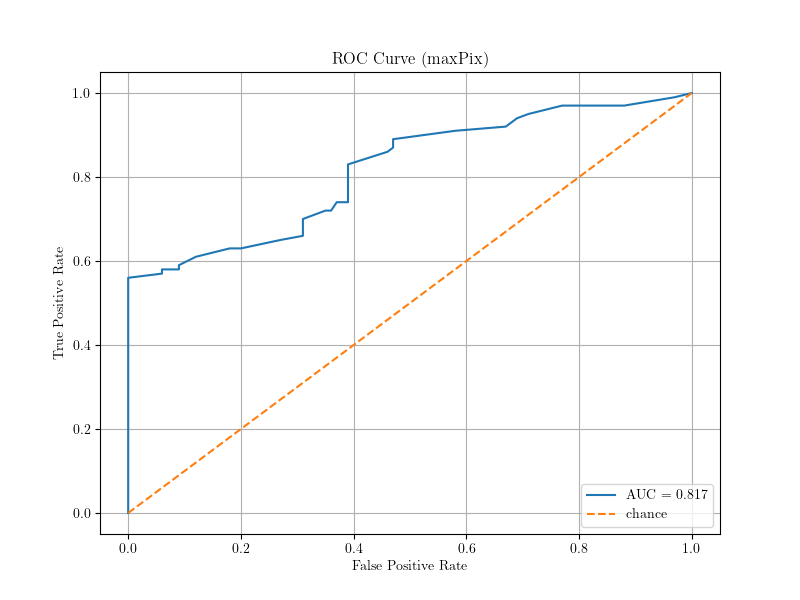 ROC Curve (maxPix)
1.0
0.8
0.6
0.4
0.2
0.0
True Positive Rate
0.0 0.2 0.4 0.6 0.8 1.0
False Positive Rate
AUC = 0.817
chance